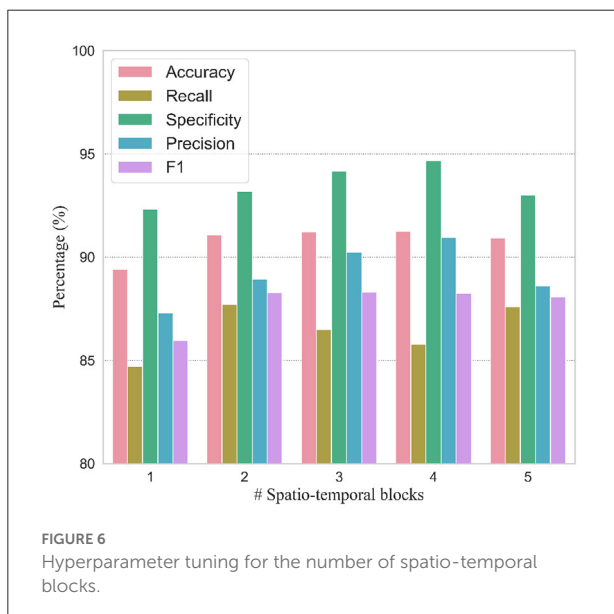 100
95
90
85
80
Percentage (%)
Accuracy
Recall
Specificity
Precision
F1
1 2 3 4 5
# Spatio-temporal blocks
FIGURE 6
Hyperparameter tuning for the number of spatio-temporal
blocks.